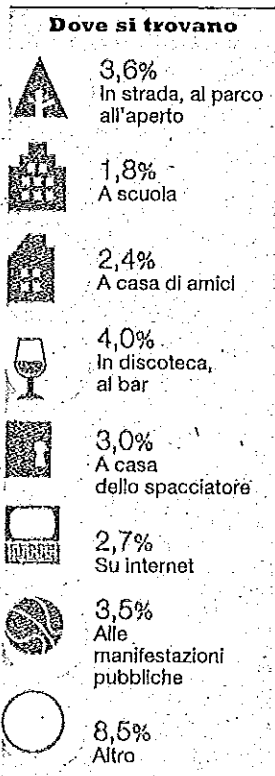 Dove si trovano
3,6%
In strada, al parco
all'aperto
1,8%
A scuola
2,4%
A casa di amici
4,0%
In discoteca,
al bar
3,0%
A casa
dello spacciatore
2,7%
Su internet
3,5%
Alle
manifestazioni
pubbliche
8,5%
Altro